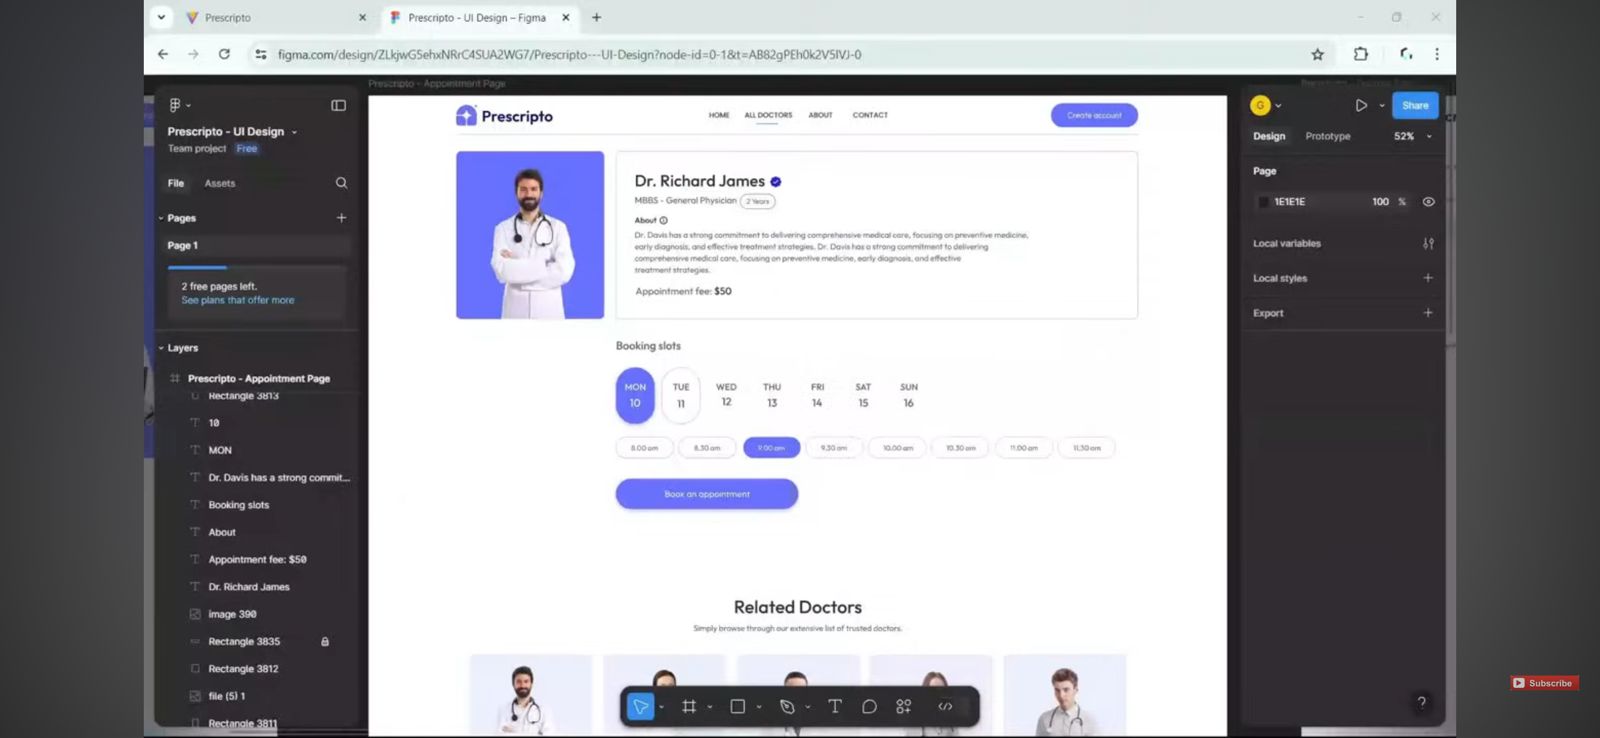 Prescripto
Prescripto - UI Design – Figma
figma.com/design/ZLkjwG5ehxNRrC4SUA2WG7/Prescripto---UI-Design?node-id=0-1&t=AB82gPEh0k2V5IVJ-0
Prescripto - Appointment Page
Prescripto - UI Design
Team project Free
File Assets
Pages
Page 1
2 free pages left.
See plans that offer more
Layers
Prescripto - Appointment Page
Rectangle 3813
10
MON
Dr. Davis has a strong commit...
Booking slots
About
Appointment fee: $50
Dr. Richard James
image 390
Rectangle 3835
Rectangle 3812
file (5) 1
Rectangle 3811
Prescripto
HOME ALL DOCTORS ABOUT CONTACT
Create account
Dr. Richard James
MBBS - General Physician 2 Years
About
Dr. Davis has a strong commitment to delivering comprehensive medical care, focusing on preventive medicine,
early diagnosis, and effective treatment strategies. Dr. Davis has a strong commitment to delivering
comprehensive medical care, focusing on preventive medicine, early diagnosis, and effective
treatment strategies.
Appointment fee: $50
Booking slots
MON TUE WED THU FRI SAT SUN
10 11 12 13 14 15 16
8.00 am 8.30 am 9.00 am 9.30 am 10.00 am 10.30 am 11.00 am 11.30 am
Book an appointment
Related Doctors
Simply browse through our extensive list of trusted doctors.
G
Share
Design Prototype 52%
Page
1E1E1E 100 %
Local variables
Local styles
Export
?
Subscribe